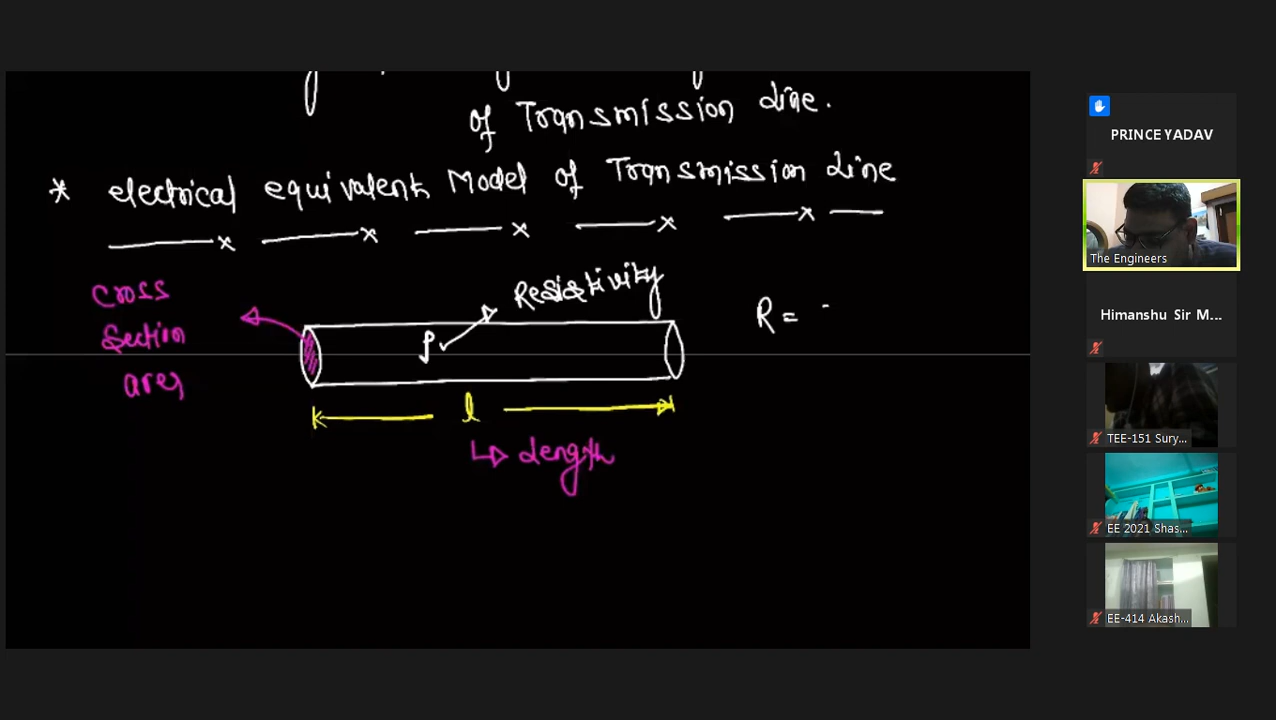 of Transmission Line.
* electrical equivalent Model of Transmission Line
Cross
Section
area
Resistivity
ρ
R =
l
Length
PRINCE YADAV
The Engineers
Himanshu Sir M...
TEE-151 Sury...
EE 2021 Shas...
EE-414 Akash...